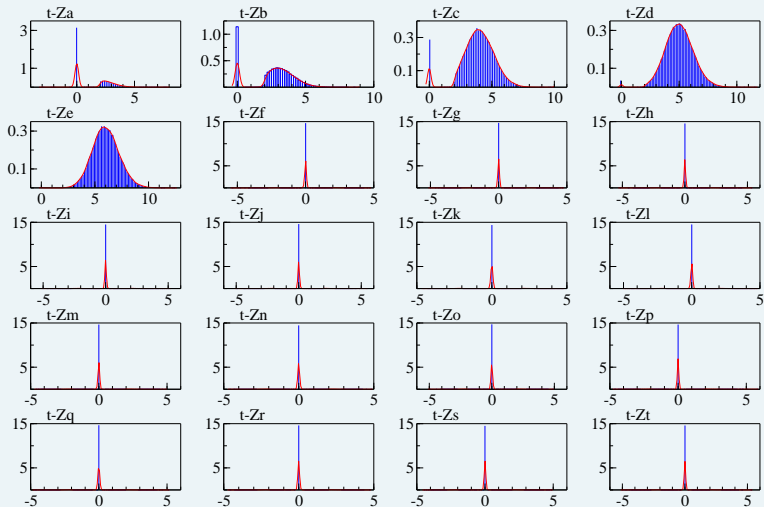 t-Za t-Zb t-Zc t-Zd
3 1.0 0.3 0.3
1 0.5 0.1 0.1
0 5 0 5 10 0 5 10 0 5 10
t-Ze t-Zf t-Zg t-Zh
0.3 15 15 15
0.1 5 5 5
0 5 10 -5 0 5 -5 0 5 -5 0 5
t-Zi t-Zj t-Zk t-Zl
15 15 15 15
5 5 5 5
-5 0 5 -5 0 5 -5 0 5 -5 0 5
t-Zm t-Zn t-Zo t-Zp
15 15 15 15
5 5 5 5
-5 0 5 -5 0 5 -5 0 5 -5 0 5
t-Zq t-Zr t-Zs t-Zt
15 15 15 15
5 5 5 5
-5 0 5 -5 0 5 -5 0 5 -5 0 5